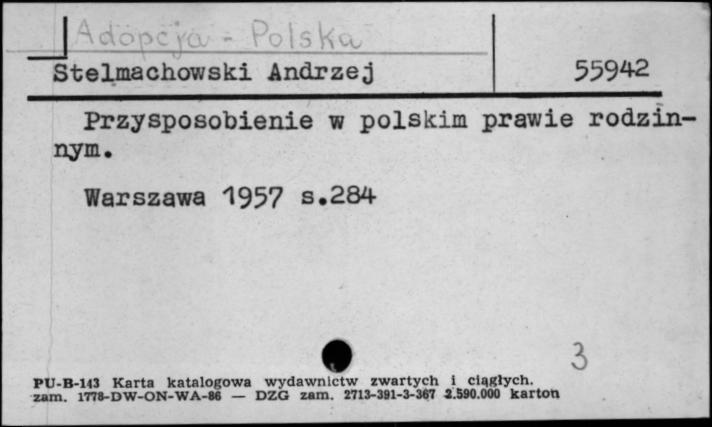 Adopcja - Polska
Stelmachowski Andrzej 55942
Przysposobienie w polskim prawie rodzin-
nym.
Warszawa 1957 s.284
3
PU-B-143 Karta katalogowa wydawnictw zwartych i ciągłych.
zam. 1778-DW-ON-WA-86 — DZG zam. 2713-391-3-367 2.590.000 karton